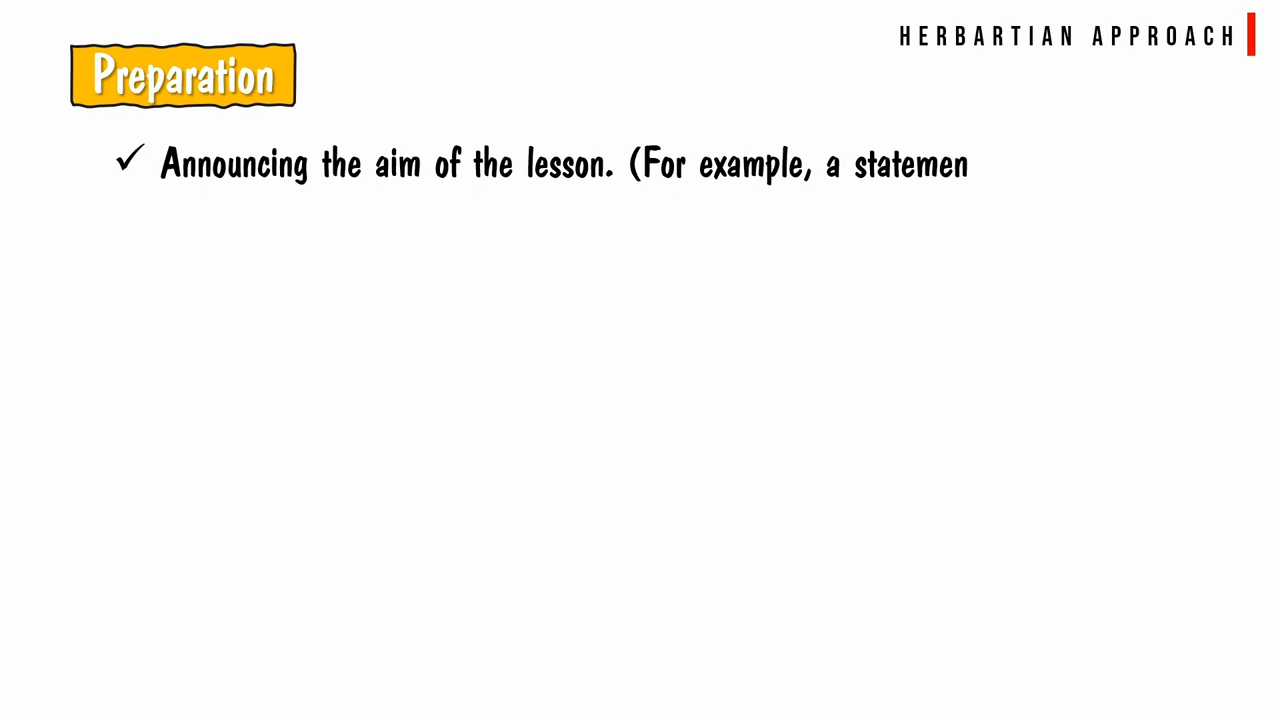 HERBARTIAN APPROACH
Preparation
✓ Announcing the aim of the lesson. (For example, a statemen